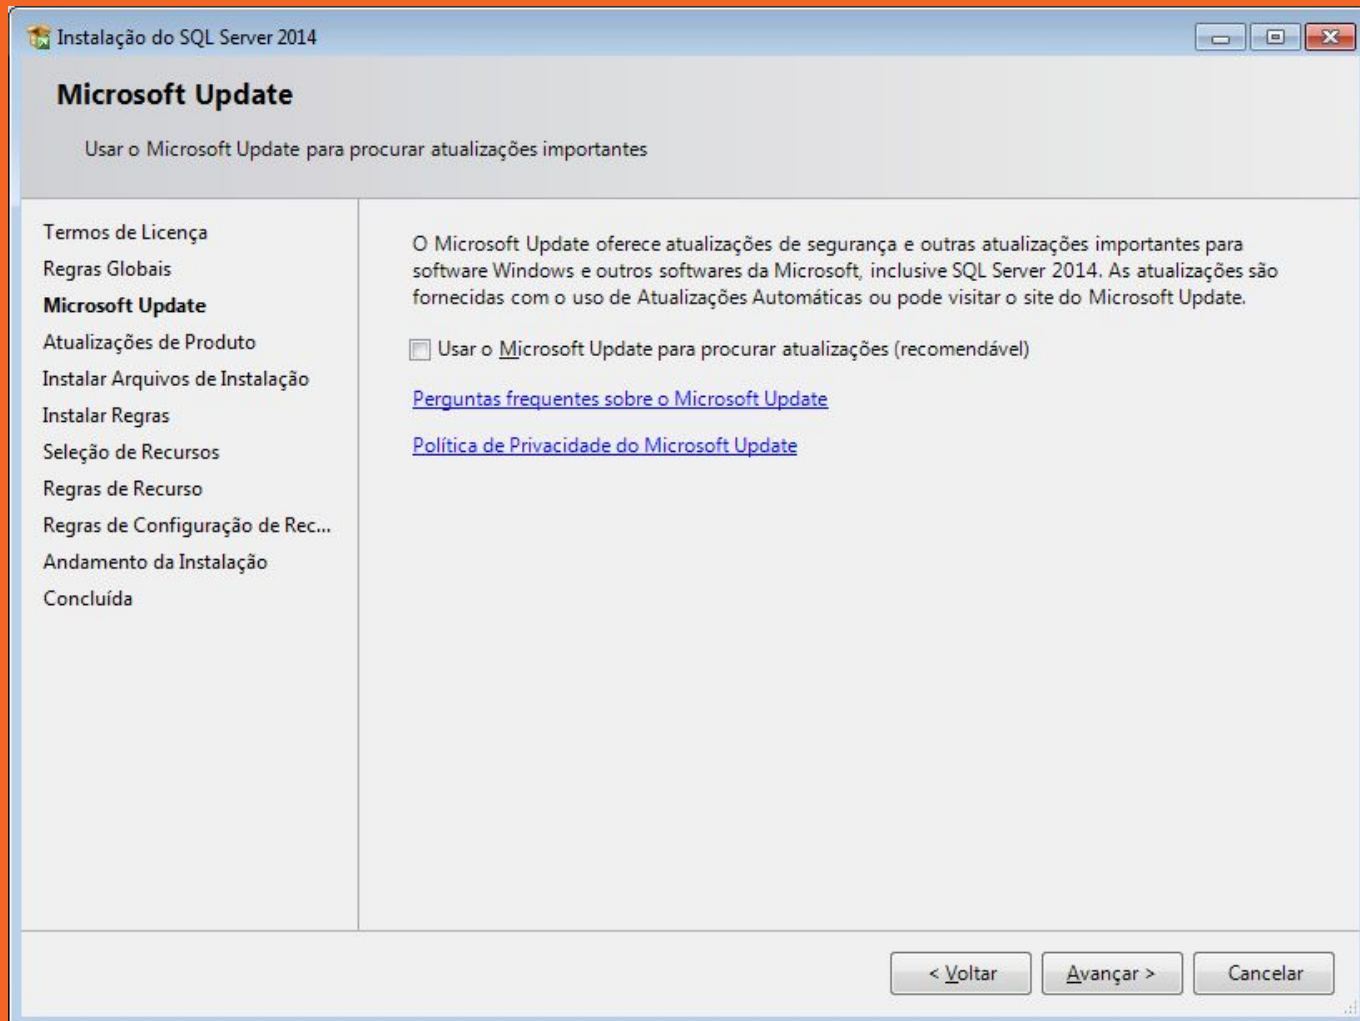 Instalação do SQL Server 2014
Microsoft Update
Usar o Microsoft Update para procurar atualizações importantes
Termos de Licença
Regras Globais
Microsoft Update
Atualizações de Produto
Instalar Arquivos de Instalação
Instalar Regras
Seleção de Recursos
Regras de Recurso
Regras de Configuração de Rec...
Andamento da Instalação
Concluída
O Microsoft Update oferece atualizações de segurança e outras atualizações importantes para
software Windows e outros softwares da Microsoft, inclusive SQL Server 2014. As atualizações são
fornecidas com o uso de Atualizações Automáticas ou pode visitar o site do Microsoft Update.
Usar o Microsoft Update para procurar atualizações (recomendável)
Perguntas frequentes sobre o Microsoft Update
Política de Privacidade do Microsoft Update
< Voltar
Avançar >
Cancelar